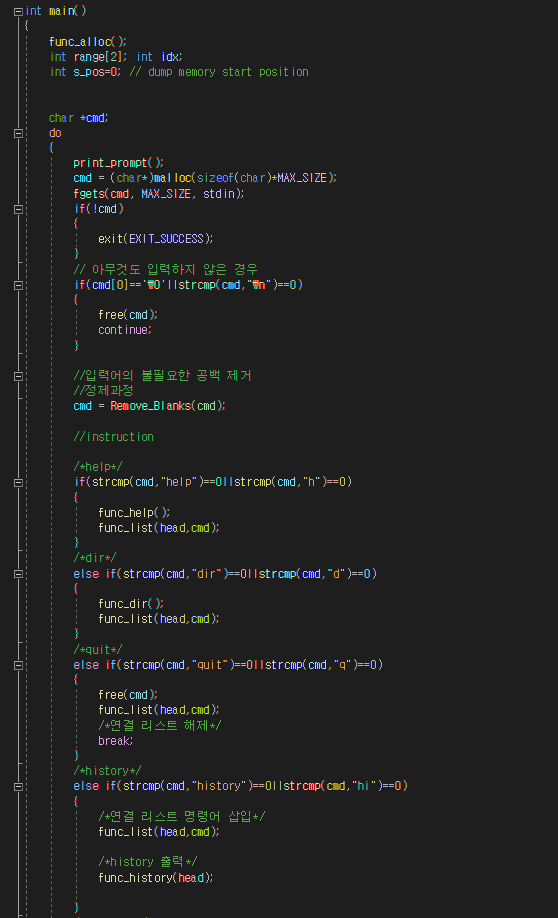 int main()
{
func_alloc();
int range[2]; int idx;
int s_pos=0; // dump memory start position
char *cmd;
do
{
print_prompt();
cmd = (char*)malloc(sizeof(char)*MAX_SIZE);
fgets(cmd, MAX_SIZE, stdin);
if(!cmd)
{
exit(EXIT_SUCCESS);
}
// 아무것도 입력하지 않은 경우
if(cmd[0]=='₩0'||strcmp(cmd,"₩n")==0)
{
free(cmd);
continue;
}
//입력어의 불필요한 공백 제거
//정제과정
cmd = Remove_Blanks(cmd);
//instruction
/*help*/
if(strcmp(cmd,"help")==0||strcmp(cmd,"h")==0)
{
func_help();
func_list(head,cmd);
}
/*dir*/
else if(strcmp(cmd,"dir")==0||strcmp(cmd,"d")==0)
{
func_dir();
func_list(head,cmd);
}
/*quit*/
else if(strcmp(cmd,"quit")==0||strcmp(cmd,"q")==0)
{
free(cmd);
func_list(head,cmd);
/*연결 리스트 해제*/
break;
}
/*history*/
else if(strcmp(cmd,"history")==0||strcmp(cmd,"hi")==0)
{
/*연결 리스트 명령어 삽입*/
func_list(head,cmd);
/*history 출력*/
func_history(head);
}